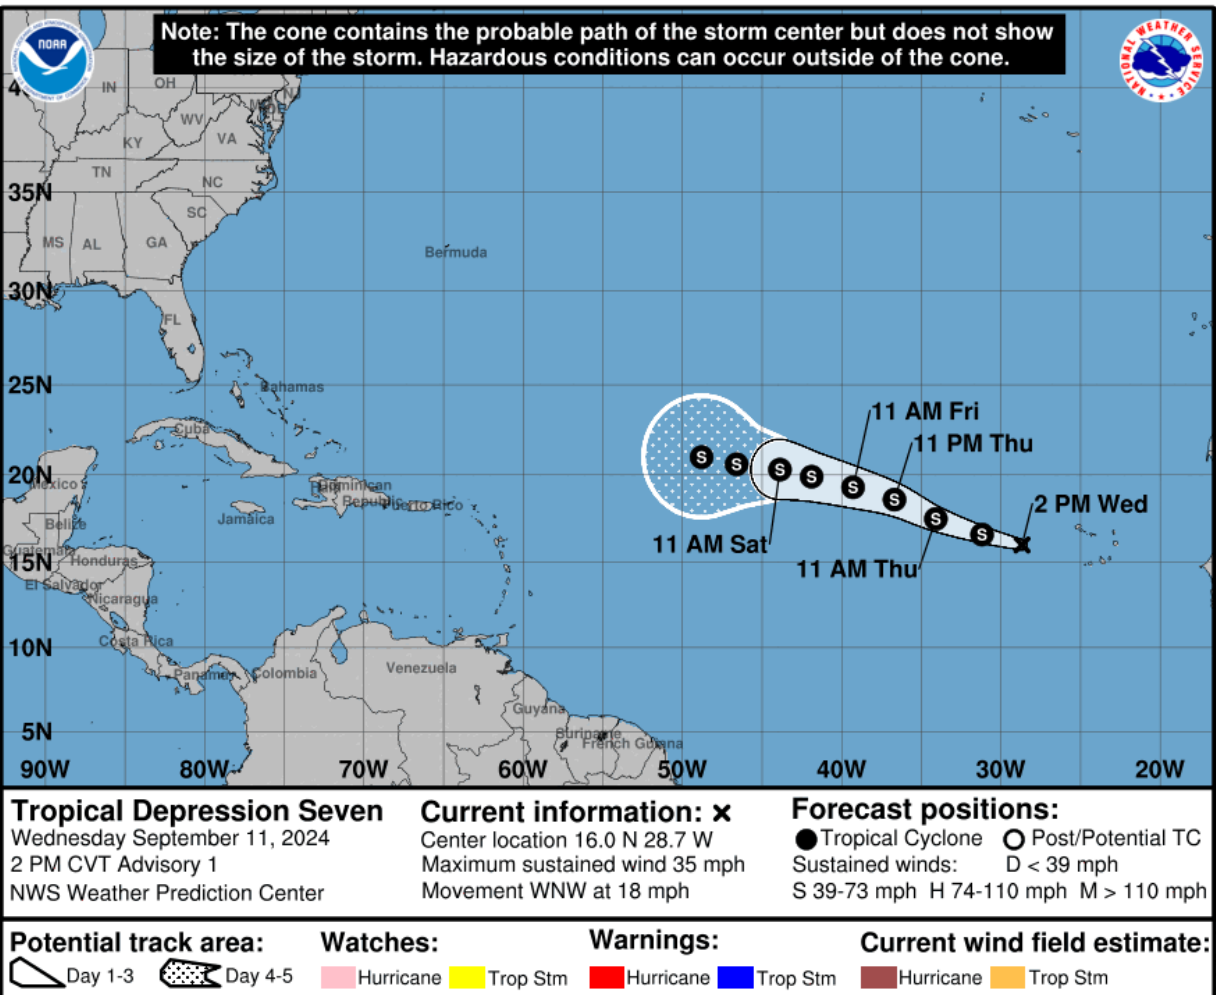 Note: The cone contains the probable path of the storm center but does not show
the size of the storm. Hazardous conditions can occur outside of the cone.
NOAA
NATIONAL WEATHER SERVICE
IN
OH
WV
KY
VA
TN
NC
35N
SC
MS
AL
GA
Bermuda
30N
FL
25N
Bahamas
11 AM Fri
Cuba
11 PM Thu
20N
Mexico
Dominican
Republic
Puerto Rico
2 PM Wed
Jamaica
Belize
11 AM Sat
Guatemala
Honduras
15N
11 AM Thu
El Salvador
Nicaragua
Costa Rica
10N
Panama
Colombia
Venezuela
Guyana
5N
Suriname
French Guiana
S S S S S S S S
90W 80W 70W 60W 50W 40W 30W 20W
Tropical Depression Seven
Wednesday September 11, 2024
2 PM CVT Advisory 1
NWS Weather Prediction Center
Current information: x
Center location 16.0 N 28.7 W
Maximum sustained wind 35 mph
Movement WNW at 18 mph
Forecast positions:
Tropical Cyclone Post/Potential TC
Sustained winds: D < 39 mph
S 39-73 mph H 74-110 mph M > 110 mph
Potential track area:
Day 1-3 Day 4-5
Watches:
Hurricane Trop Stm
Warnings:
Hurricane Trop Stm
Current wind field estimate:
Hurricane Trop Stm